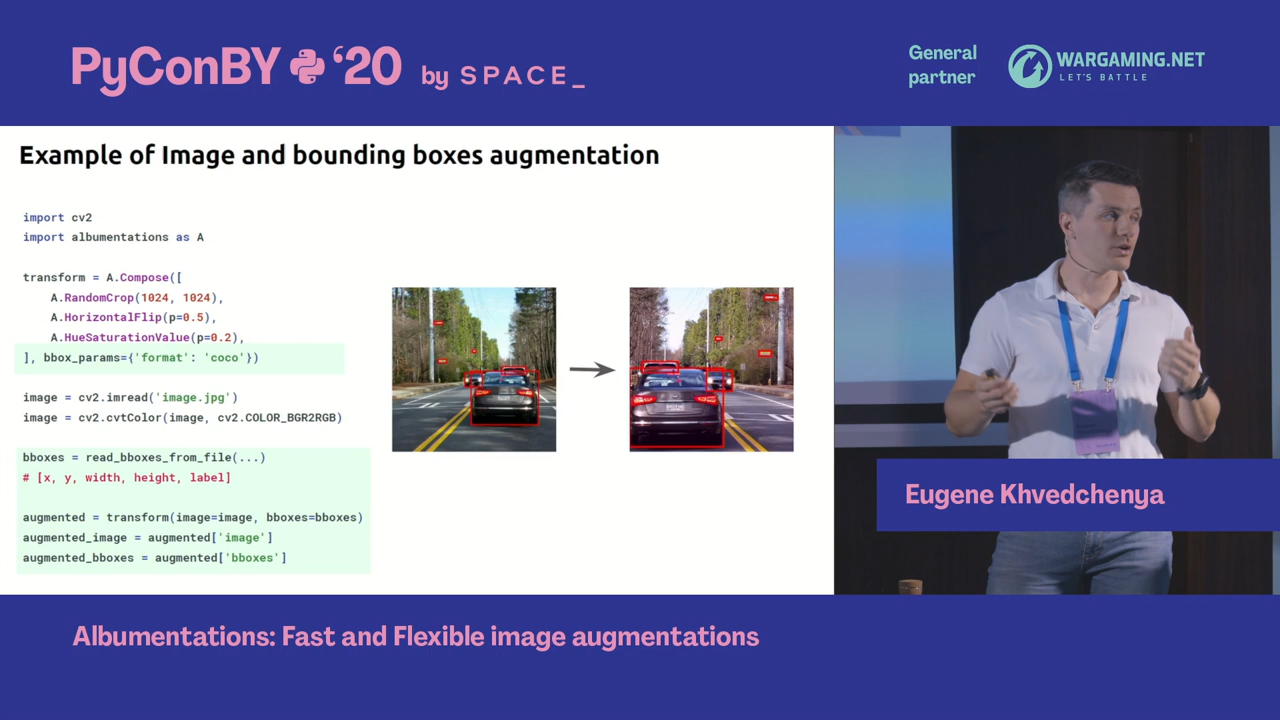 PyConBY '20 by SPACE_
General
partner
WARGAMING.NET
LET'S BATTLE
Example of Image and bounding boxes augmentation
import cv2
import albumentations as A
transform = A.Compose([
    A.RandomCrop(1024, 1024),
    A.HorizontalFlip(p=0.5),
    A.HueSaturationValue(p=0.2),
], bbox_params={'format': 'coco'})
image = cv2.imread('image.jpg')
image = cv2.cvtColor(image, cv2.COLOR_BGR2RGB)
bboxes = read_bboxes_from_file(...)
# [x, y, width, height, label]
augmented = transform(image=image, bboxes=bboxes)
augmented_image = augmented['image']
augmented_bboxes = augmented['bboxes']
Eugene Khvedchenya
Albumentations: Fast and Flexible image augmentations